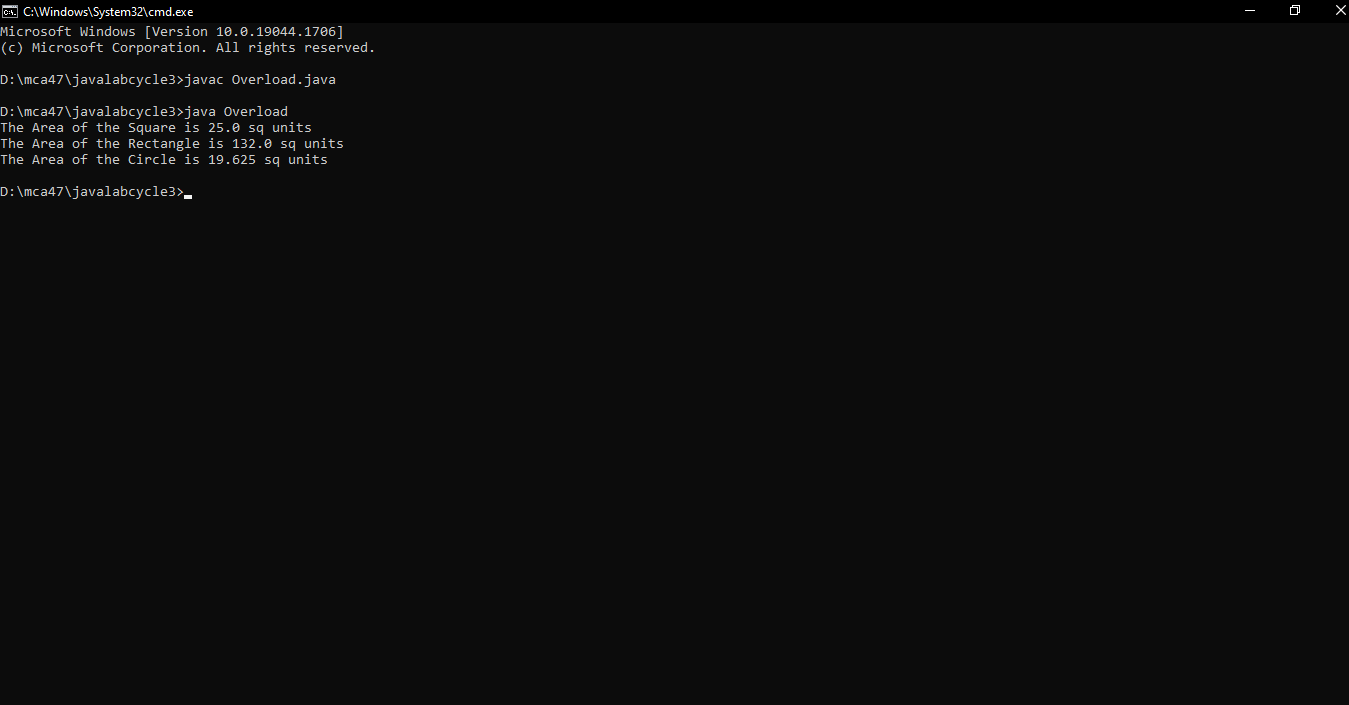 C:\Windows\System32\cmd.exe
Microsoft Windows [Version 10.0.19044.1706]
(c) Microsoft Corporation. All rights reserved.
D:\mca47\javalabcycle3>javac Overload.java
D:\mca47\javalabcycle3>java Overload
The Area of the Square is 25.0 sq units
The Area of the Rectangle is 132.0 sq units
The Area of the Circle is 19.625 sq units
D:\mca47\javalabcycle3>